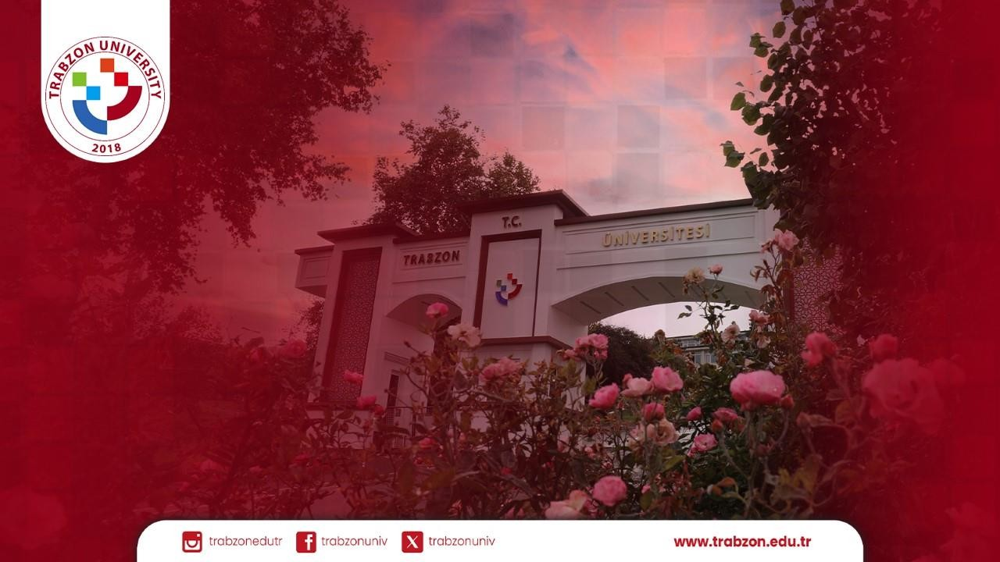 TRABZON UNIVERSITY
2018
T.C.
TRABZON
ÜNİVERSİTESİ
trabzonedutr
trabzonuniv
trabzonuniv
www.trabzon.edu.tr